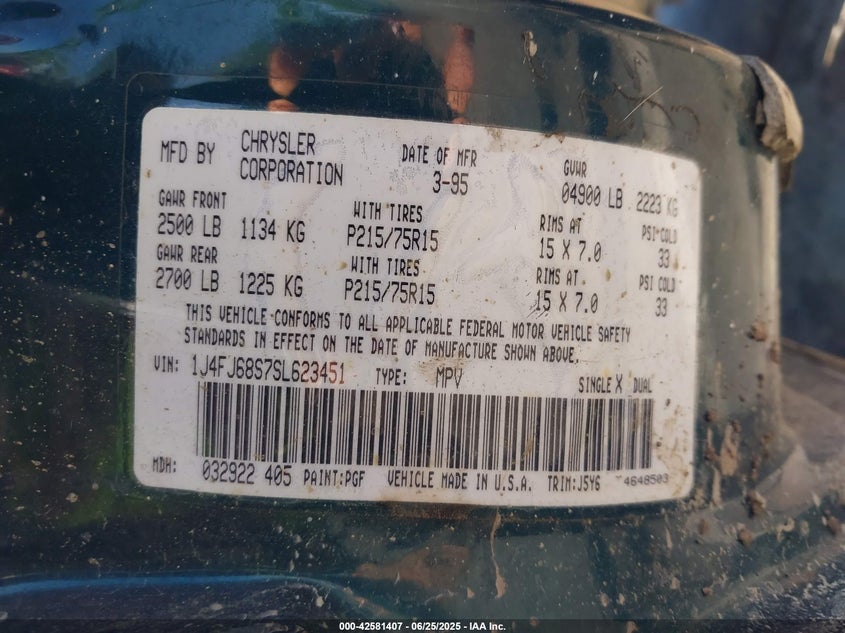 MFD BY CHRYSLER CORPORATION DATE OF MFR 3-95 GVWR 04900 LB 2223 KG
GAWR FRONT WITH TIRES RIMS AT PSI COLD
2500 LB 1134 KG P215/75R15 15 X 7.0 33
GAWR REAR WITH TIRES RIMS AT PSI COLD
2700 LB 1225 KG P215/75R15 15 X 7.0 33
THIS VEHICLE CONFORMS TO ALL APPLICABLE FEDERAL MOTOR VEHICLE SAFETY
STANDARDS IN EFFECT ON THE DATE OF MANUFACTURE SHOWN ABOVE.
VIN: 1J4FJ68S7SL623451 TYPE: MPV SINGLE X DUAL
MDH: 032922 405 PAINT:PGF VEHICLE MADE IN U.S.A. TRIM:J5Y6 4648503
000-42581407 - 06/25/2025 - IAA Inc.